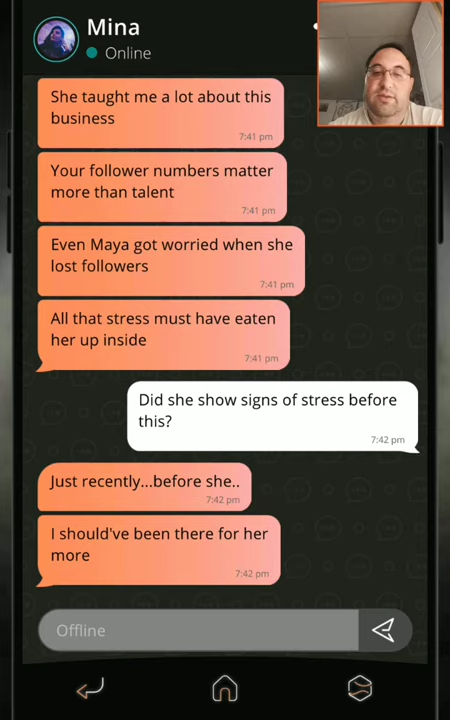 Mina
Online
She taught me a lot about this
business
7:41 pm
Your follower numbers matter
more than talent
7:41 pm
Even Maya got worried when she
lost followers
7:41 pm
All that stress must have eaten
her up inside
7:41 pm
Did she show signs of stress before
this?
7:42 pm
Just recently...before she..
7:42 pm
I should've been there for her
more
7:42 pm
Offline